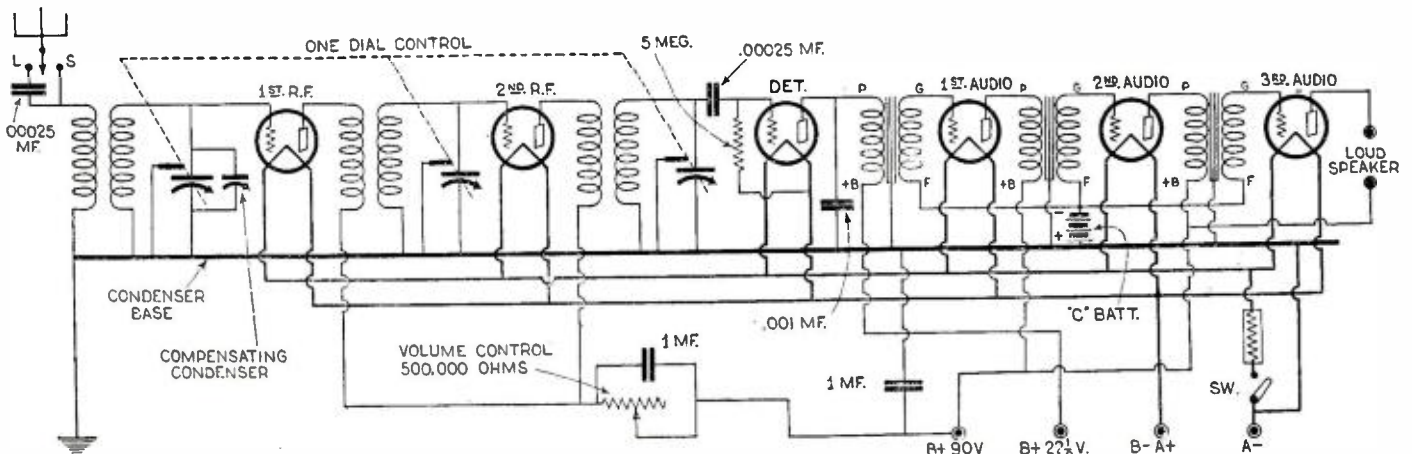 L
S
.00025
MF.
ONE DIAL CONTROL
1ST. R.F.
2ND. R.F.
5 MEG.
.00025 MF.
DET.
P
G
1ST. AUDIO
P
G
2ND. AUDIO
P
G
3RD. AUDIO
LOUD
SPEAKER
+B
F
+B
-
+
+B
F
CONDENSER
BASE
COMPENSATING
CONDENSER
VOLUME CONTROL
500,000 OHMS
1 MF.
.001 MF.
1 MF.
"C" BATT.
SW.
B+ 90V
B+ 22½ V.
B- A+
A-